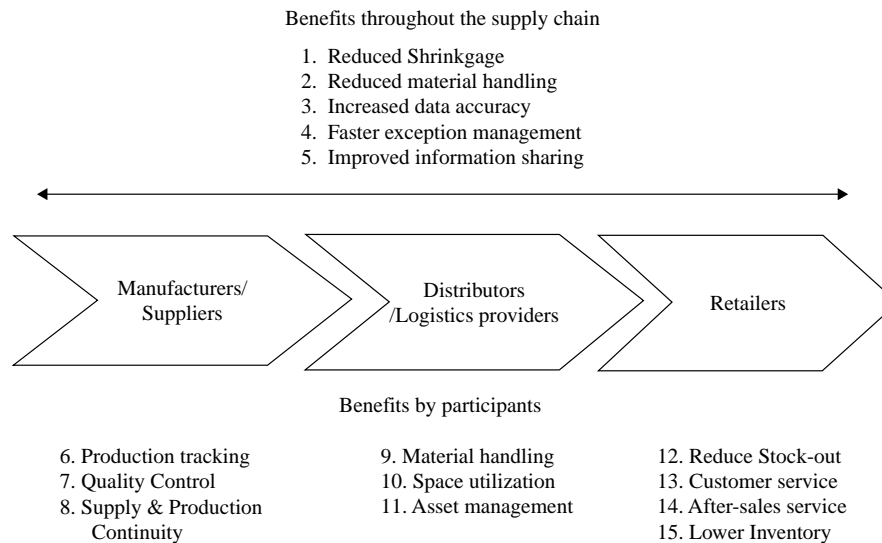 Benefits throughout the supply chain
1. Reduced Shrinkgage
2. Reduced material handling
3. Increased data accuracy
4. Faster exception management
5. Improved information sharing
Manufacturers/
Suppliers
Distributors
/Logistics providers
Retailers
Benefits by participants
6. Production tracking
7. Quality Control
8. Supply & Production
Continuity
9. Material handling
10. Space utilization
11. Asset management
12. Reduce Stock-out
13. Customer service
14. After-sales service
15. Lower Inventory